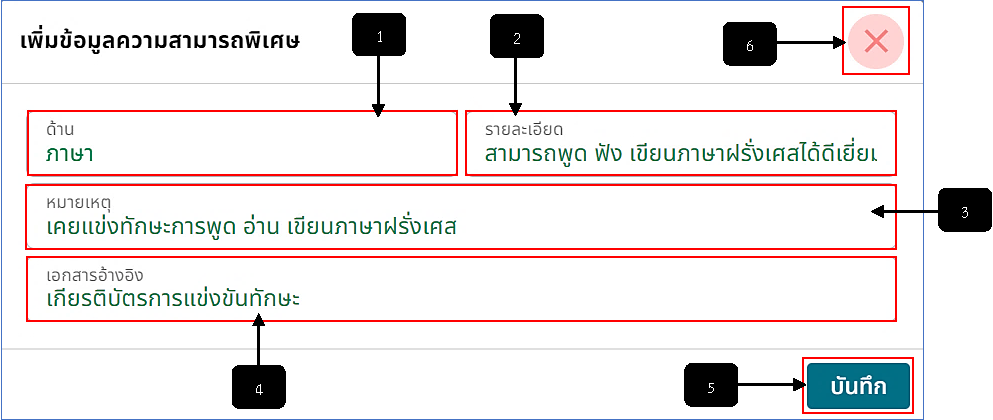 เพิ่มข้อมูลความสามารถพิเศษ
1
2
6
ด้าน
ภาษา
รายละเอียด
สามารถพูด ฟัง เขียนภาษาฝรั่งเศสได้ดีเยี่ยม
หมายเหตุ
เคยแข่งทักษะการพูด อ่าน เขียนภาษาฝรั่งเศส
3
เอกสารอ้างอิง
เกียรติบัตรการแข่งขันทักษะ
4
5
บันทึก